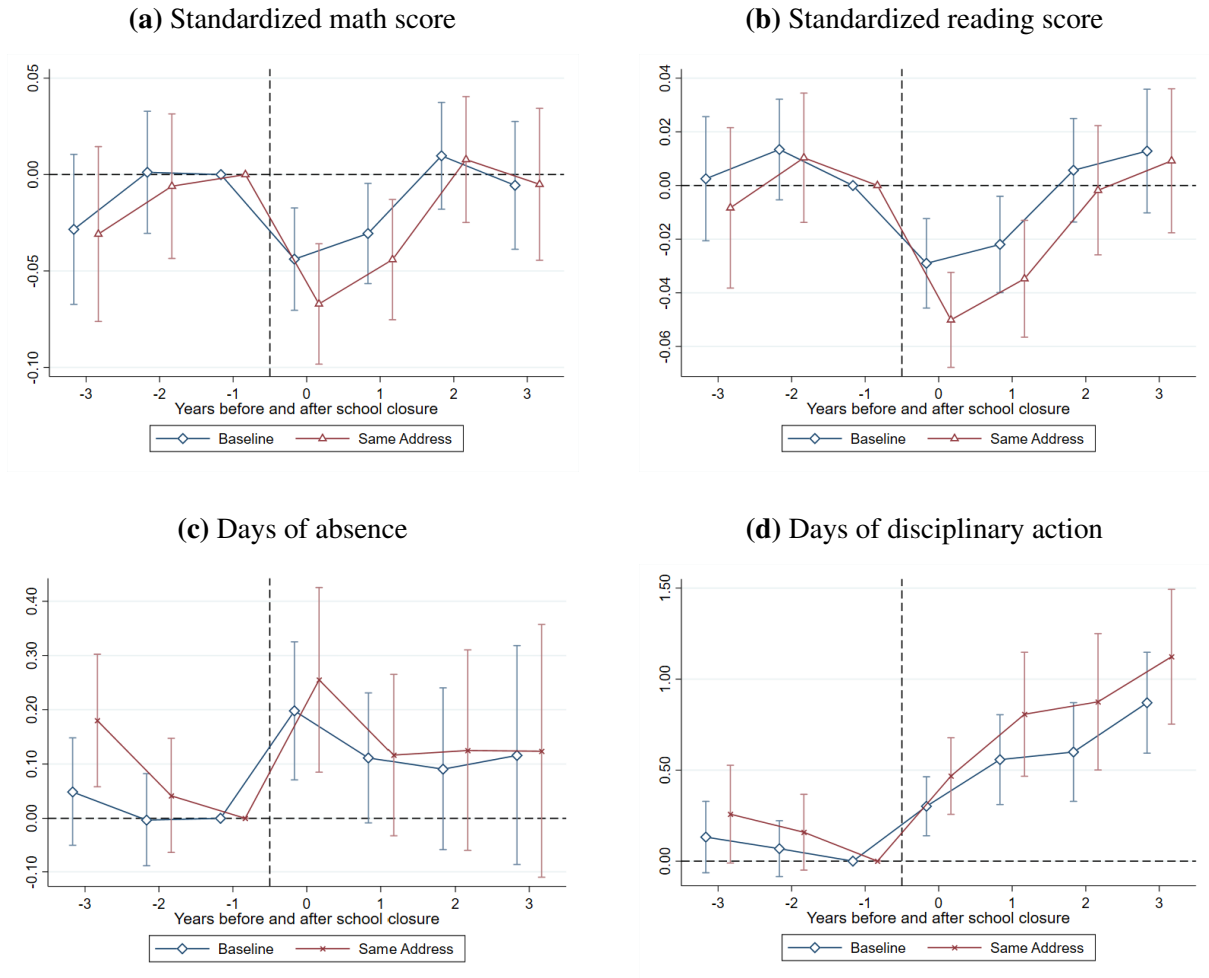 (a) Standardized math score
0.05
0.00
-0.05
-0.10
-3 -2 -1 0 1 2 3
Years before and after school closure
Baseline Same Address
(b) Standardized reading score
0.04
0.02
0.00
-0.02
-0.04
-0.06
-3 -2 -1 0 1 2 3
Years before and after school closure
Baseline Same Address
(c) Days of absence
0.40
0.30
0.20
0.10
0.00
-0.10
-3 -2 -1 0 1 2 3
Years before and after school closure
Baseline Same Address
(d) Days of disciplinary action
1.50
1.00
0.50
0.00
-3 -2 -1 0 1 2 3
Years before and after school closure
Baseline Same Address